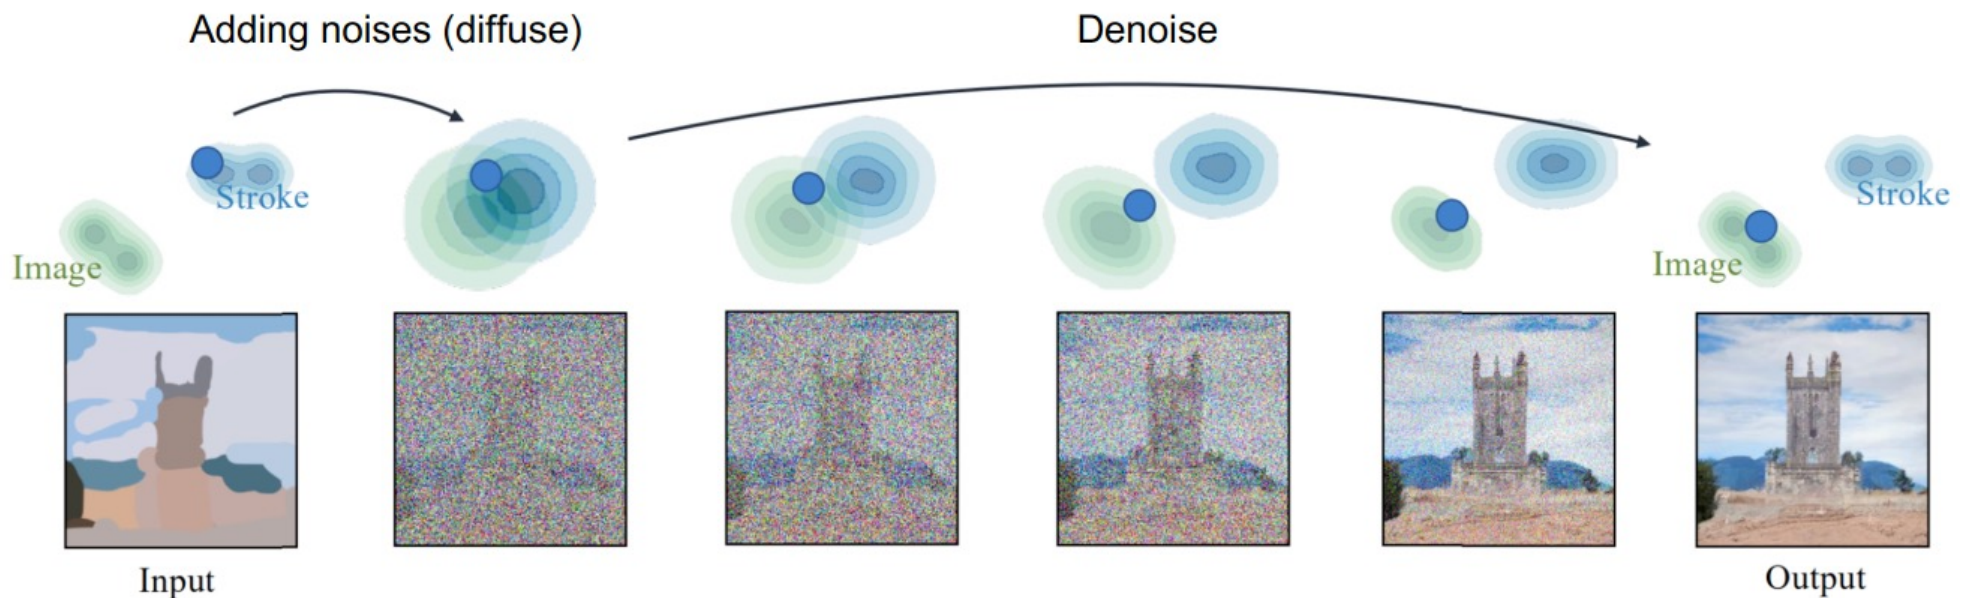 Adding noises (diffuse)
Denoise
Stroke
Image
Stroke
Image
Input
Output